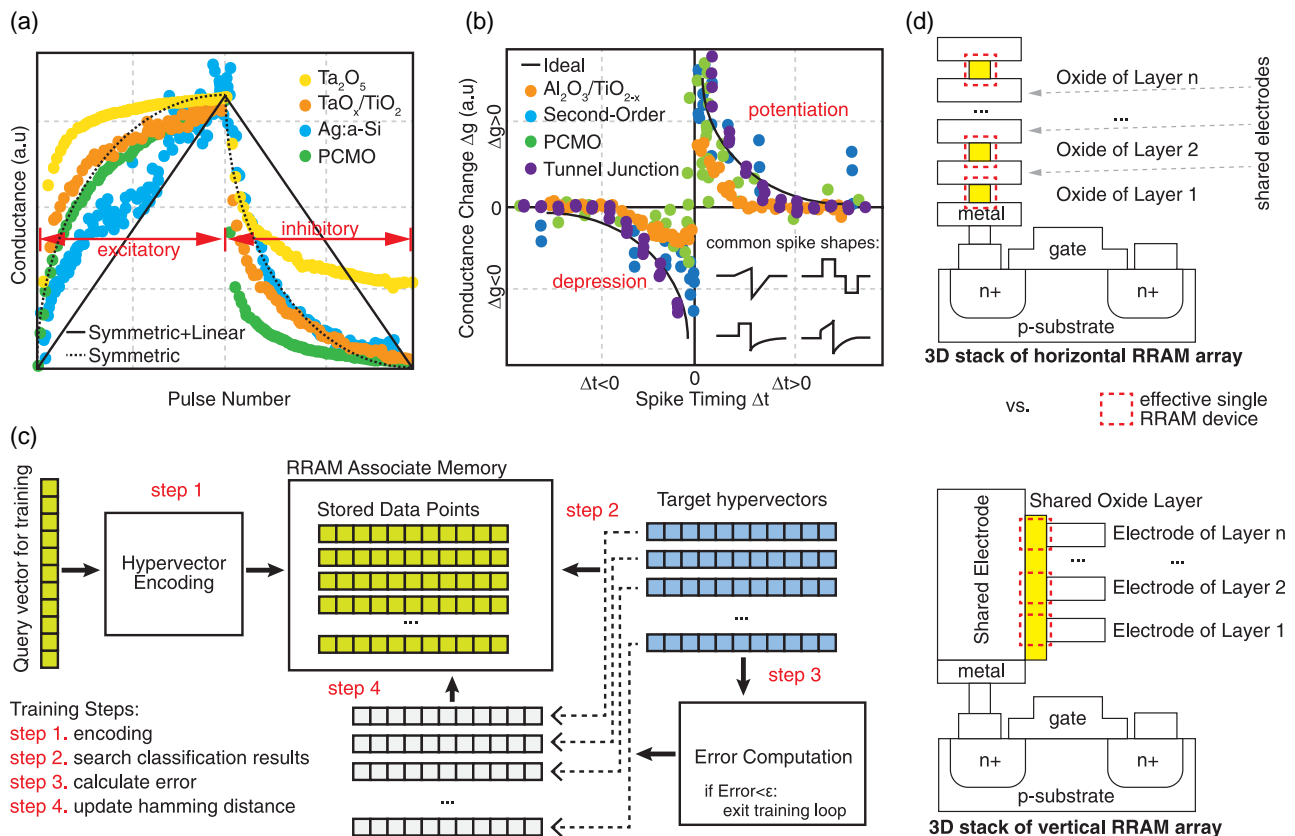 (a)
Conductance (a.u)
Ta₂O₅
TaOₓ/TiO₂
Ag:a-Si
PCMO
excitatory
inhibitory
Symmetric+Linear
Symmetric
Pulse Number
(b)
Conductance Change Δg (a.u)
Δg>0
0
Δg<0
Ideal
Al₂O₃/TiO₂₋ₓ
Second-Order
PCMO
Tunnel Junction
potentiation
depression
common spike shapes:
Δt<0
0
Δt>0
Spike Timing Δt
(c)
Query vector for training
step 1
Hypervector
Encoding
RRAM Associate Memory
Stored Data Points
...
step 2
Target hypervectors
...
step 3
step 4
Error Computation
if Error<ε:
exit training loop
...
Training Steps:
step 1. encoding
step 2. search classification results
step 3. calculate error
step 4. update hamming distance
(d)
Oxide of Layer n
...
...
Oxide of Layer 2
Oxide of Layer 1
shared electrodes
metal
gate
n+
n+
p-substrate
3D stack of horizontal RRAM array
vs.
effective single
RRAM device
Shared Electrode
Shared Oxide Layer
Electrode of Layer n
...
...
Electrode of Layer 2
Electrode of Layer 1
metal
gate
n+
n+
p-substrate
3D stack of vertical RRAM array